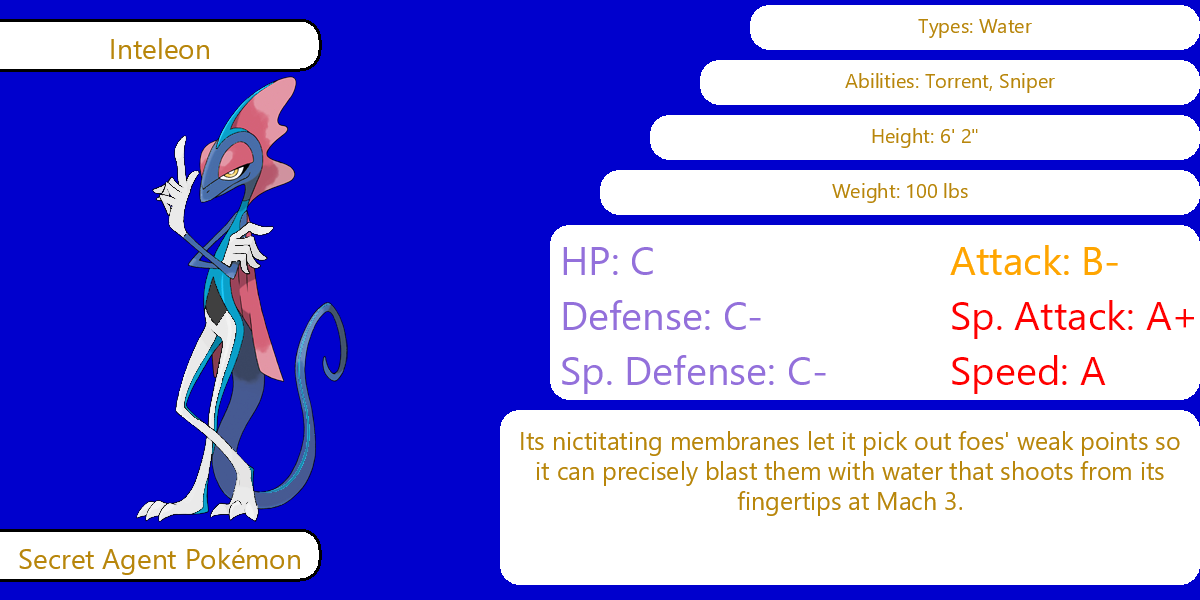 Inteleon
Types: Water
Abilities: Torrent, Sniper
Height: 6' 2"
Weight: 100 lbs
HP: C
Attack: B-
Defense: C-
Sp. Attack: A+
Sp. Defense: C-
Speed: A
Its nictitating membranes let it pick out foes' weak points so
it can precisely blast them with water that shoots from its
fingertips at Mach 3.
Secret Agent Pokémon